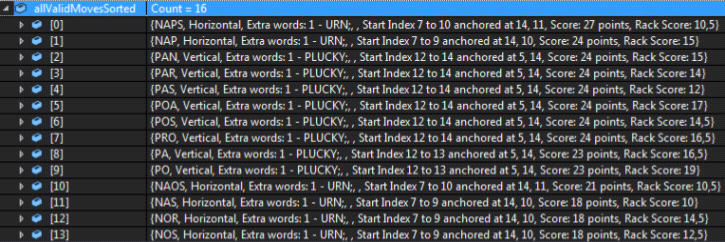 allValidMovesSorted Count = 16
[0] {NAPS, Horizontal, Extra words: 1 - URN;, , Start Index 7 to 10 anchored at 14, 11, Score: 27 points, Rack Score: 10,5}
[1] {NAP, Horizontal, Extra words: 1 - URN;, , Start Index 7 to 9 anchored at 14, 10, Score: 24 points, Rack Score: 15}
[2] {PAN, Vertical, Extra words: 1 - PLUCKY;, , Start Index 12 to 14 anchored at 5, 14, Score: 24 points, Rack Score: 15}
[3] {PAR, Vertical, Extra words: 1 - PLUCKY;, , Start Index 12 to 14 anchored at 5, 14, Score: 24 points, Rack Score: 14,5}
[4] {PAS, Vertical, Extra words: 1 - PLUCKY;, , Start Index 12 to 14 anchored at 5, 14, Score: 24 points, Rack Score: 12}
[5] {POA, Vertical, Extra words: 1 - PLUCKY;, , Start Index 12 to 14 anchored at 5, 14, Score: 24 points, Rack Score: 17}
[6] {POS, Vertical, Extra words: 1 - PLUCKY;, , Start Index 12 to 14 anchored at 5, 14, Score: 24 points, Rack Score: 14,5}
[7] {PRO, Vertical, Extra words: 1 - PLUCKY;, , Start Index 12 to 14 anchored at 5, 14, Score: 24 points, Rack Score: 16,5}
[8] {PA, Vertical, Extra words: 1 - PLUCKY;, , Start Index 12 to 13 anchored at 5, 14, Score: 23 points, Rack Score: 16,5}
[9] {PO, Vertical, Extra words: 1 - PLUCKY;, , Start Index 12 to 13 anchored at 5, 14, Score: 23 points, Rack Score: 19}
[10] {NAOS, Horizontal, Extra words: 1 - URN;, , Start Index 7 to 10 anchored at 14, 11, Score: 21 points, Rack Score: 10,5}
[11] {NAS, Horizontal, Extra words: 1 - URN;, , Start Index 7 to 9 anchored at 14, 10, Score: 18 points, Rack Score: 10}
[12] {NOR, Horizontal, Extra words: 1 - URN;, , Start Index 7 to 9 anchored at 14, 10, Score: 18 points, Rack Score: 14,5}
[13] {NOS, Horizontal, Extra words: 1 - URN;, , Start Index 7 to 9 anchored at 14, 10, Score: 18 points, Rack Score: 12,5}